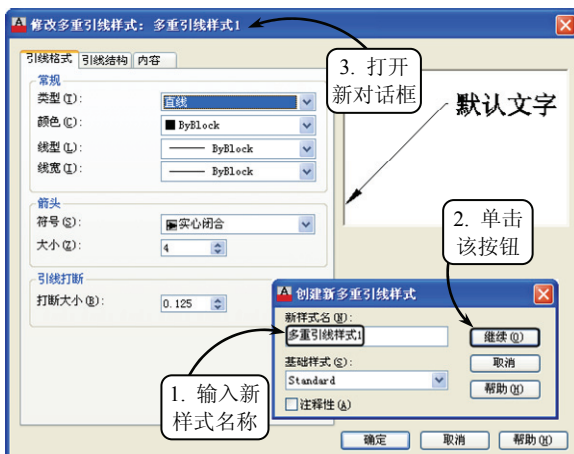 修改多重引线样式: 多重引线样式1
引线格式 引线结构 内容
常规
类型(T): 直线
颜色(C): ByBlock
线型(L): ByBlock
线宽(I): ByBlock
箭头
符号(S): 实心闭合
大小(Z): 4
引线打断
打断大小(B): 0.125
3. 打开
新对话框
默认文字
2. 单击
该按钮
创建新多重引线样式
新样式名(N):
多重引线样式1
继续(O)
基础样式(S):
取消
Standard
帮助(H)
注释性(A)
1. 输入新
样式名称
确定 取消 帮助(H)